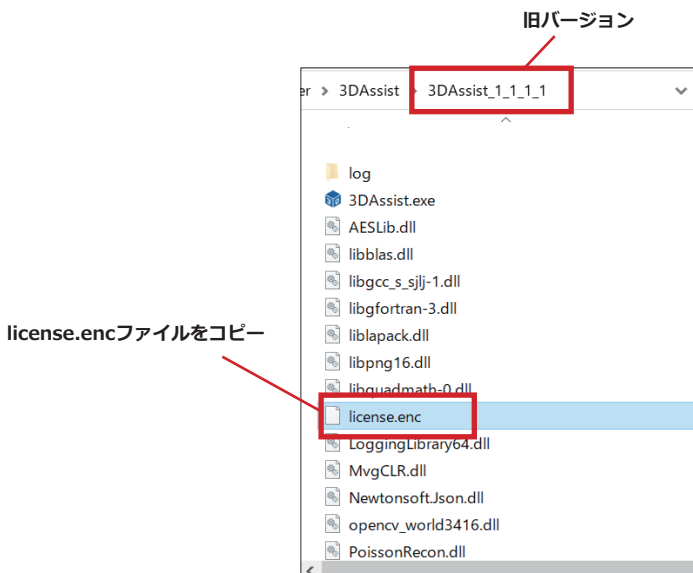 旧バージョン
er > 3DAssist > 3DAssist_1_1_1_1
log
3DAssist.exe
AESLib.dll
libblas.dll
libgcc_s_sjlj-1.dll
libgfortran-3.dll
liblapack.dll
libpng16.dll
libquadmath-0.dll
license.encファイルをコピー
license.enc
LoggingLibrary64.dll
MvgCLR.dll
Newtonsoft.Json.dll
opencv_world3416.dll
PoissonRecon.dll